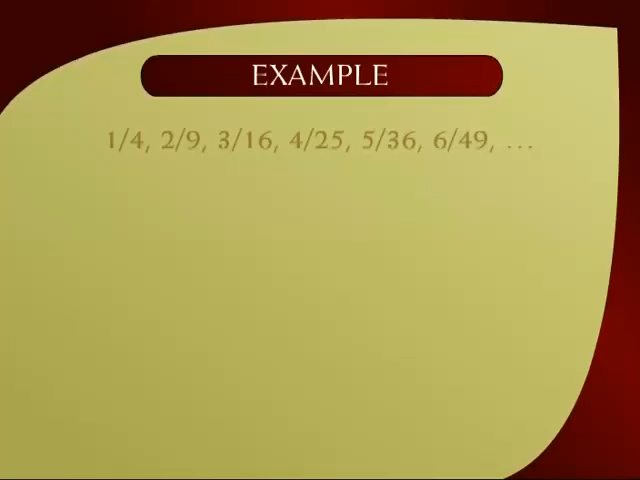 EXAMPLE
1/4, 2/9, 3/16, 4/25, 5/36, 6/49, ...